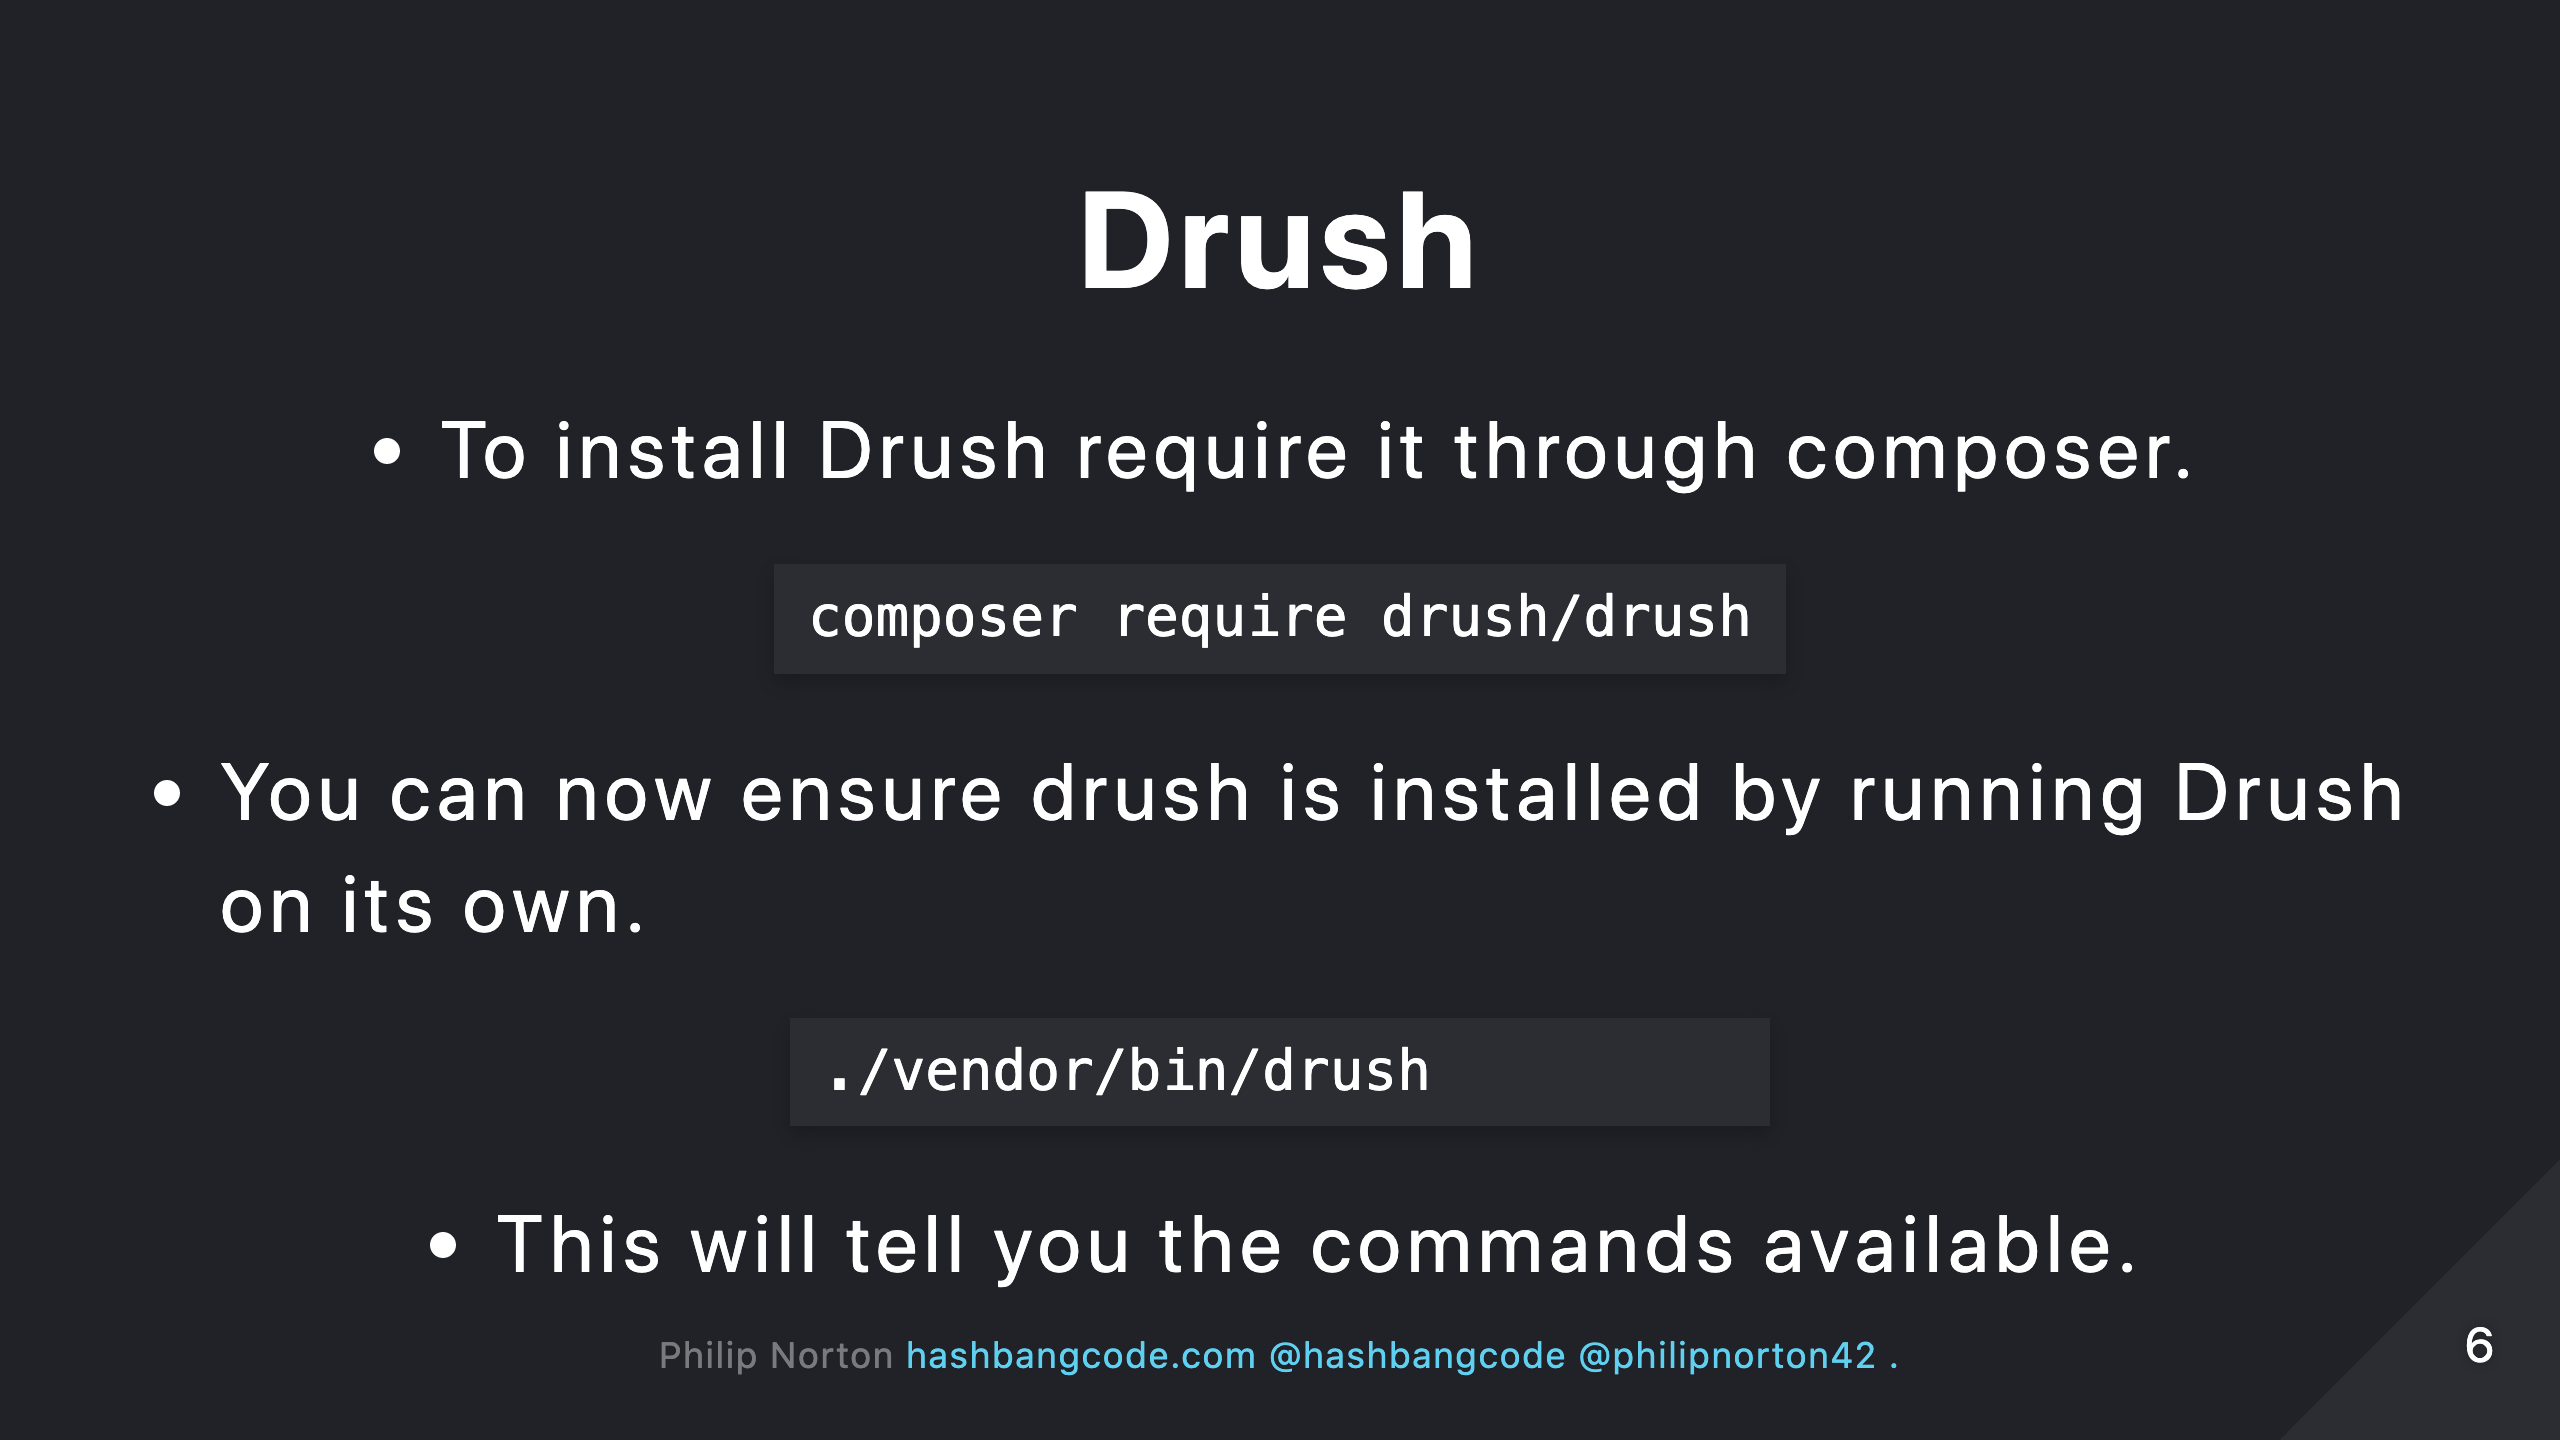 Drush
• To install Drush require it through composer.
composer require drush/drush
• You can now ensure drush is installed by running Drush
on its own.
./vendor/bin/drush
• This will tell you the commands available.
Philip Norton hashbangcode.com @hashbangcode @philipnorton42 .
6